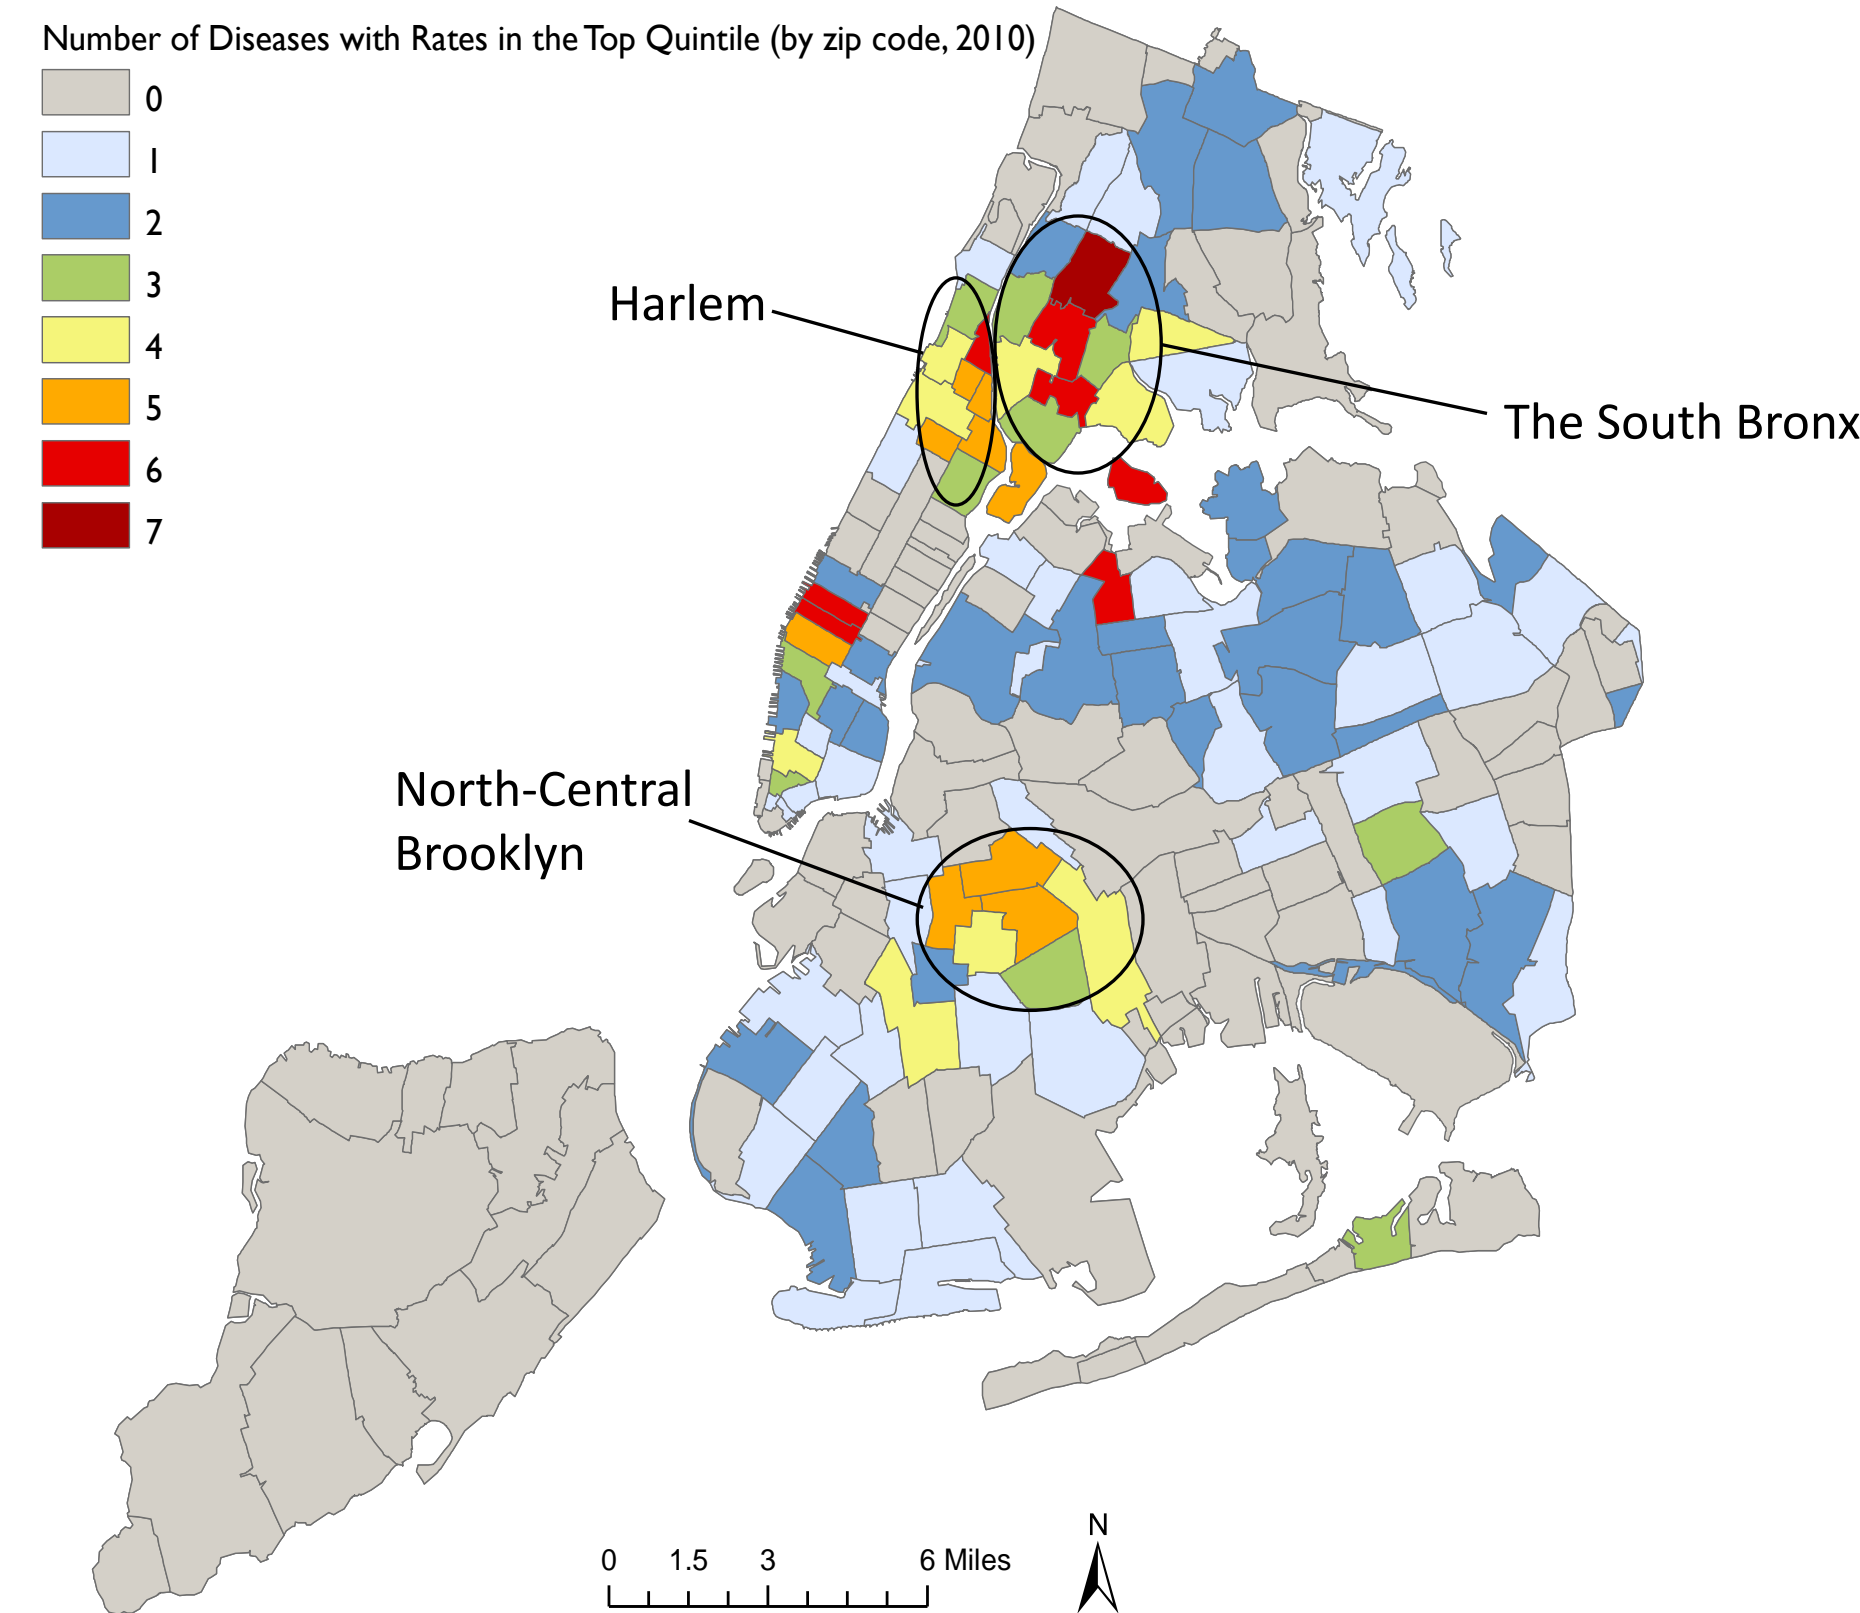 Number of Diseases with Rates in the Top Quintile (by zip code, 2010)
0
1
2
3
4
5
6
7
Harlem
The South Bronx
North-Central
Brooklyn
N
0 1.5 3 6 Miles